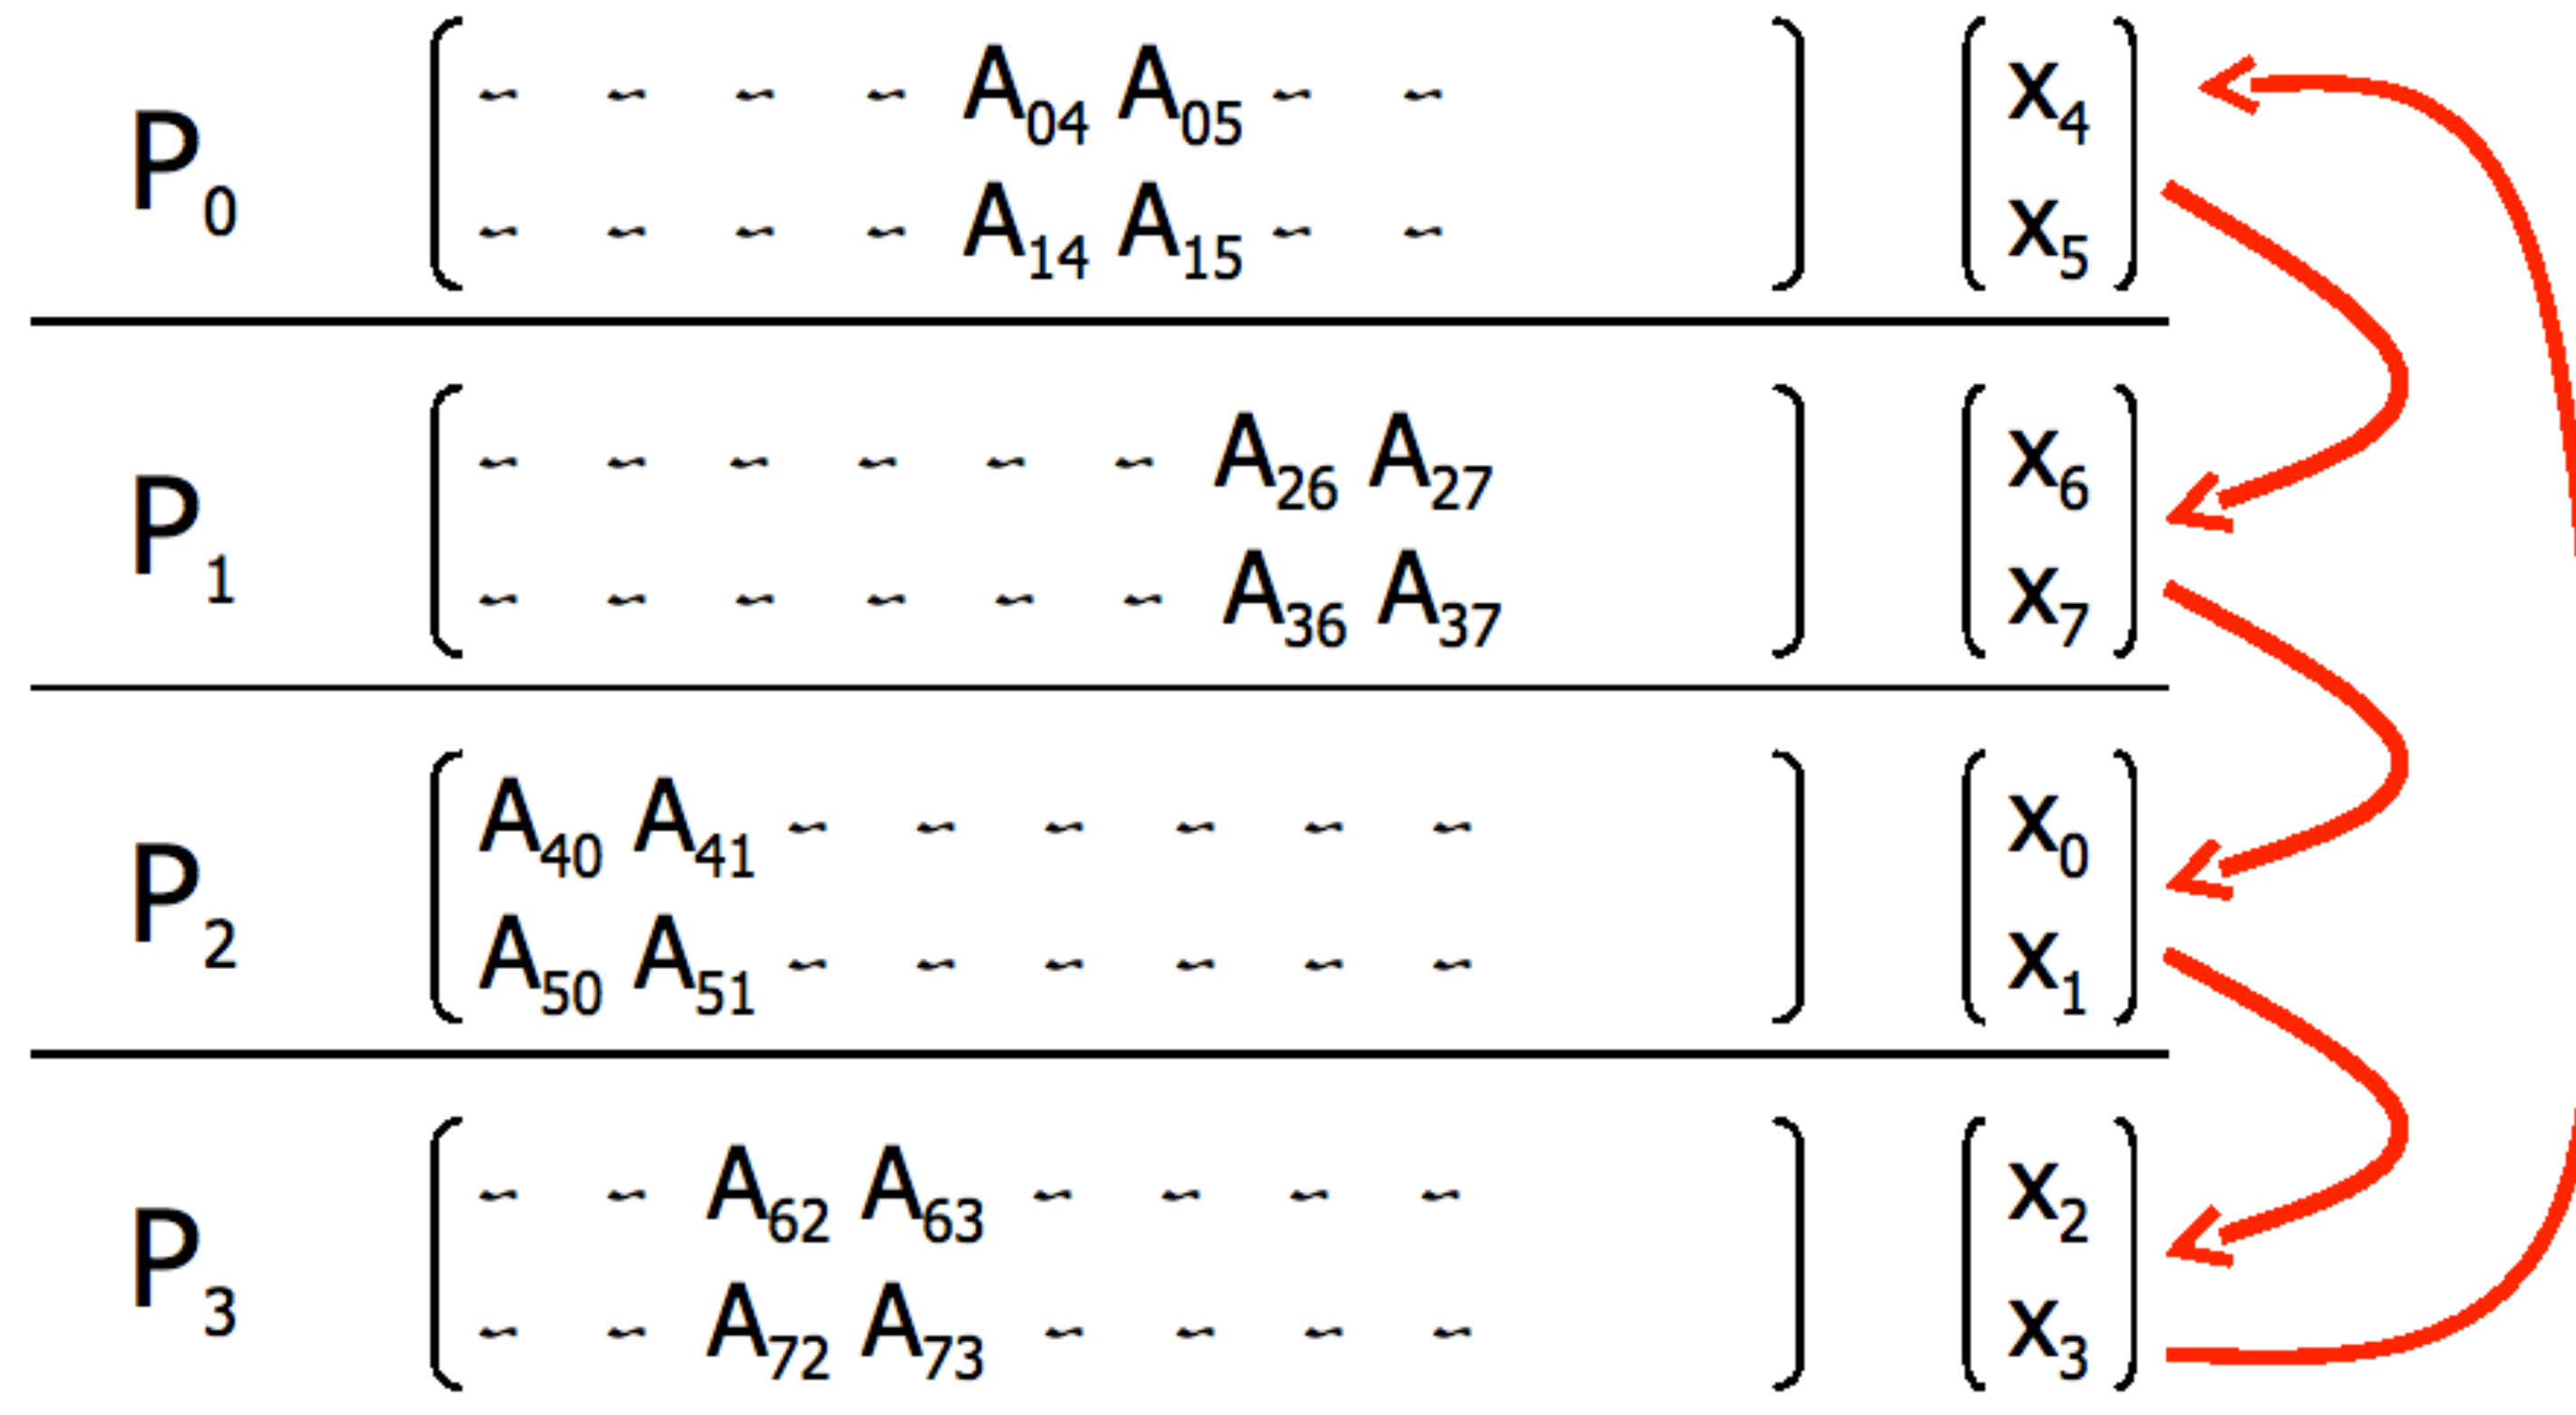 A₀₄ A₀₅ x₄
P₀
A₁₄ A₁₅ x₅
A₂₆ A₂₇ x₆
P₁
A₃₆ A₃₇ x₇
A₄₀ A₄₁ x₀
P₂
A₅₀ A₅₁ x₁
A₆₂ A₆₃ x₂
P₃
A₇₂ A₇₃ x₃